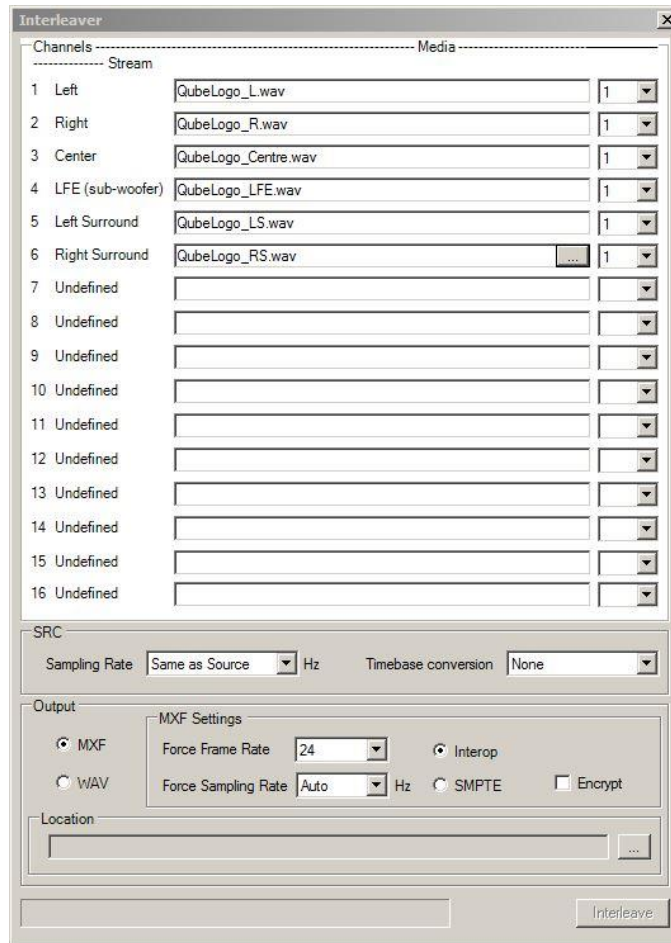 Interleaver
Channels ---------------------------------------------------- Media ------------------------
-------------- Stream
1 Left QubeLogo_L.wav 1
2 Right QubeLogo_R.wav 1
3 Center QubeLogo_Centre.wav 1
4 LFE (sub-woofer) QubeLogo_LFE.wav 1
5 Left Surround QubeLogo_LS.wav 1
6 Right Surround QubeLogo_RS.wav ... 1
7 Undefined
8 Undefined
9 Undefined
10 Undefined
11 Undefined
12 Undefined
13 Undefined
14 Undefined
15 Undefined
16 Undefined
SRC
Sampling Rate Same as Source Hz Timebase conversion None
Output
MXF Settings
MXF Force Frame Rate 24 Interop
WAV Force Sampling Rate Auto Hz SMPTE Encrypt
Location
...
Interleave